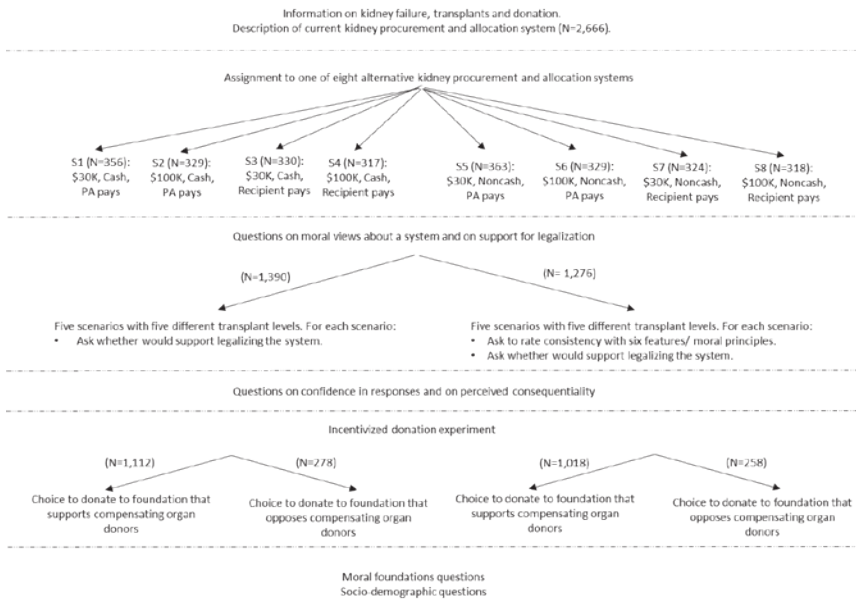 Information on kidney failure, transplants and donation.
Description of current kidney procurement and allocation system (N=2,666).
Assignment to one of eight alternative kidney procurement and allocation systems
S1 (N=356):
$30K, Cash,
PA pays
S2 (N=329):
$100K, Cash,
PA pays
S3 (N=330):
$30K, Cash,
Recipient pays
S4 (N=317):
$100K, Cash,
Recipient pays
S5 (N=363):
$30K, Noncash,
PA pays
S6 (N=329):
$100K, Noncash,
PA pays
S7 (N=324):
$30K, Noncash,
Recipient pays
S8 (N=318):
$100K, Noncash,
Recipient pays
Questions on moral views about a system and on support for legalization
(N=1,390)
(N= 1,276)
Five scenarios with five different transplant levels. For each scenario:
• Ask whether would support legalizing the system.
Five scenarios with five different transplant levels. For each scenario:
• Ask to rate consistency with six features/ moral principles.
• Ask whether would support legalizing the system.
Questions on confidence in responses and on perceived consequentiality
Incentivized donation experiment
(N=1,112)
(N=278)
(N=1,018)
(N=258)
Choice to donate to foundation that
supports compensating organ
donors
Choice to donate to foundation that
opposes compensating organ
donors
Choice to donate to foundation that
supports compensating organ
donors
Choice to donate to foundation that
opposes compensating organ
donors
Moral foundations questions
Socio-demographic questions